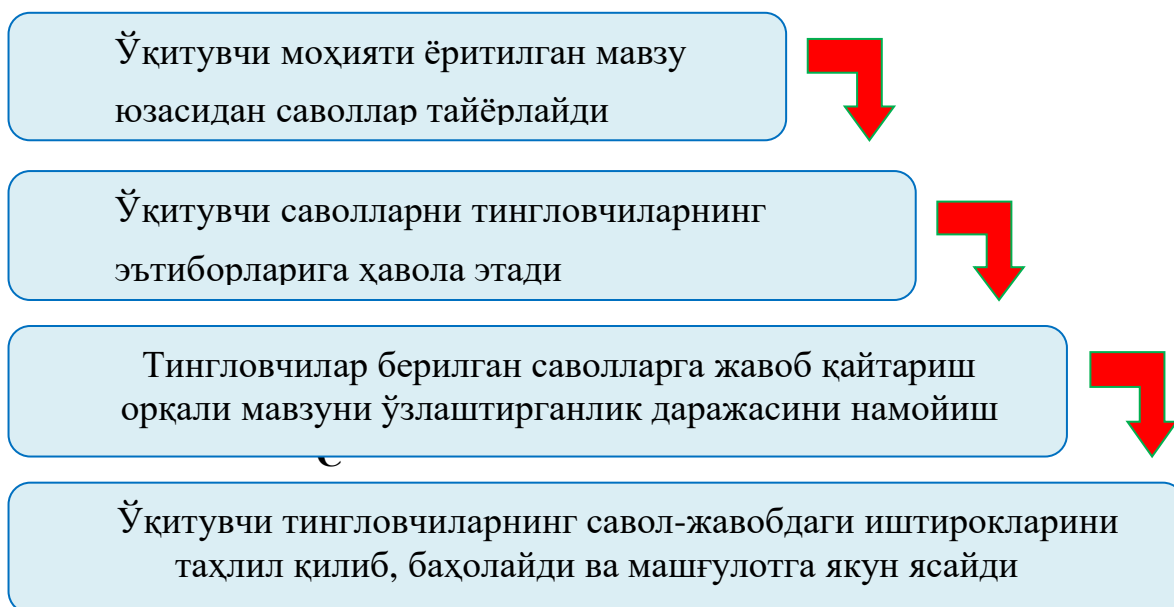 Ўқитувчи моҳияти ёритилган мавзу
юзасидан саволлар тайёрлайди
Ўқитувчи саволларни тингловчиларнинг
эътиборларига ҳавола этади
Тингловчилар берилган саволларга жавоб қайтариш
орқали мавзуни ўзлаштирганлик даражасини намойиш
Ўқитувчи тингловчиларнинг савол-жавобдаги иштирокларини
таҳлил қилиб, баҳолайди ва машғулотга якун ясайди